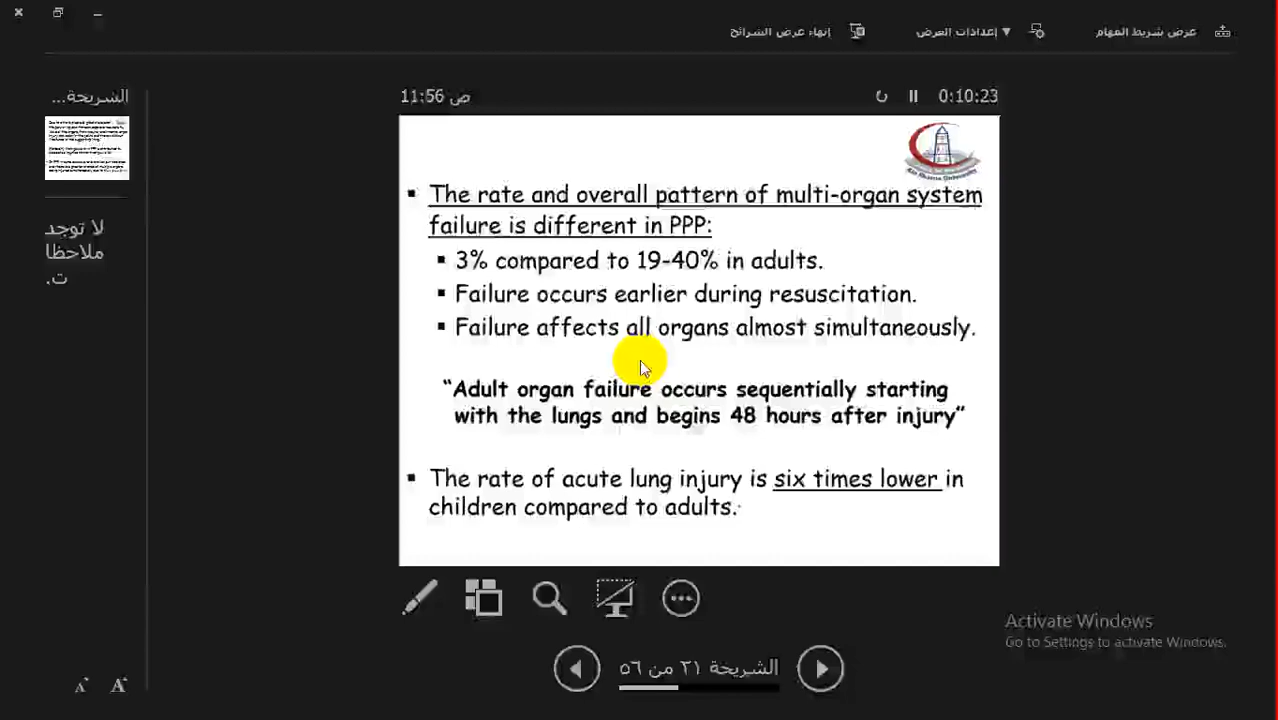 عرض شريط المهام
إعدادات العرض ▼
إنهاء عرض الشرائح
0:10:23
11:56 ص
الشريحة...
Ain Shams University
▪ The rate and overall pattern of multi-organ system
failure is different in PPP:
▪ 3% compared to 19-40% in adults.
▪ Failure occurs earlier during resuscitation.
▪ Failure affects all organs almost simultaneously.
“Adult organ failure occurs sequentially starting
with the lungs and begins 48 hours after injury”
▪ The rate of acute lung injury is six times lower in
children compared to adults.
لا توجد
ملاحظا
ت.
Activate Windows
Go to Settings to activate Windows.
الشريحة ٢١ من ٥٦
A
A